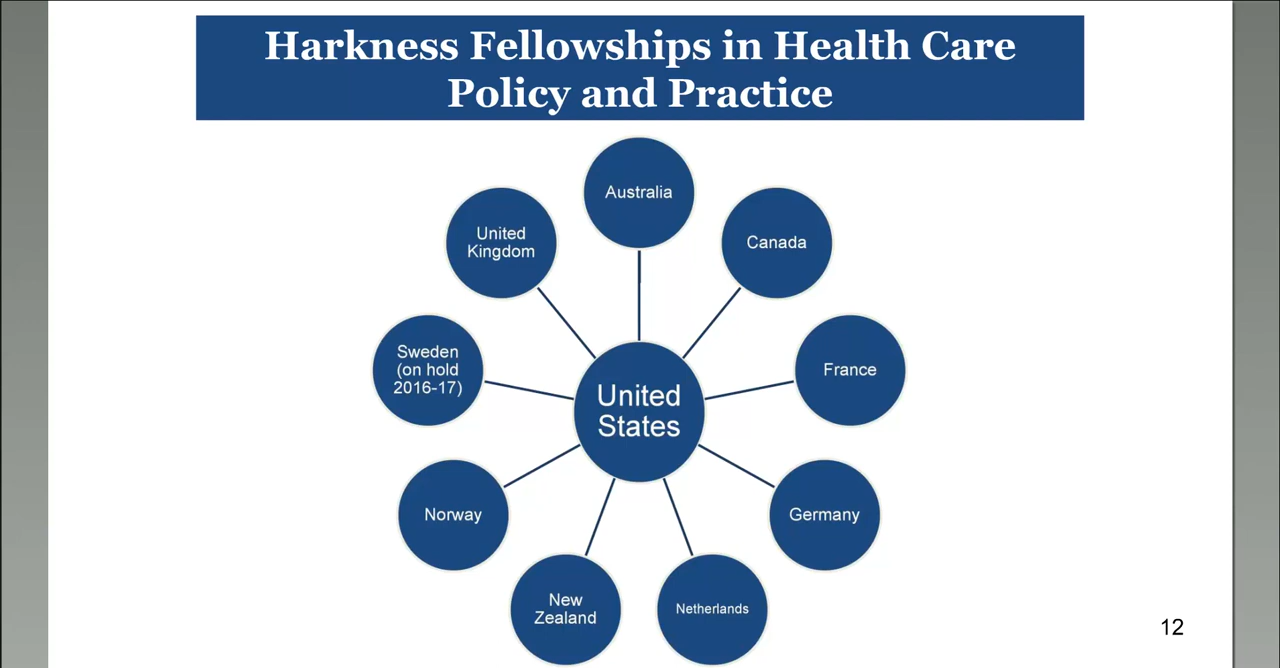 Harkness Fellowships in Health Care
Policy and Practice
Australia
Canada
France
Germany
Netherlands
New
Zealand
Norway
Sweden
(on hold
2016-17)
United
Kingdom
United
States
12